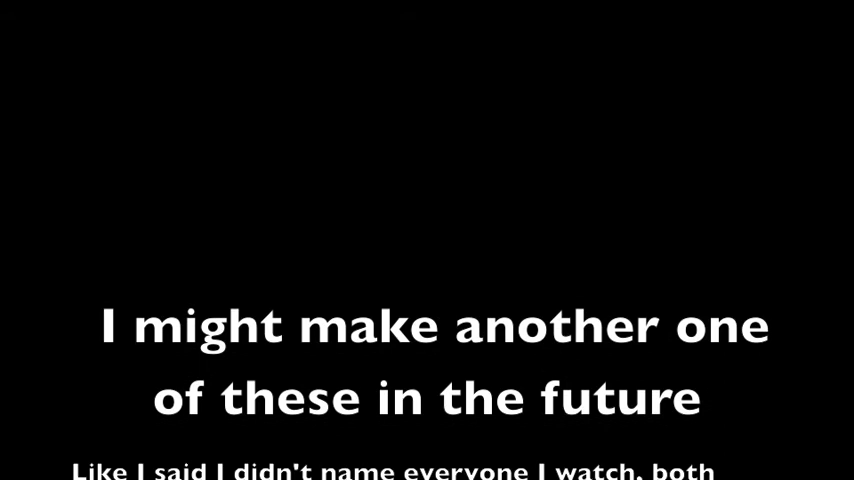 I might make another one
of these in the future
Like I said I didn't name everyone I watch, both